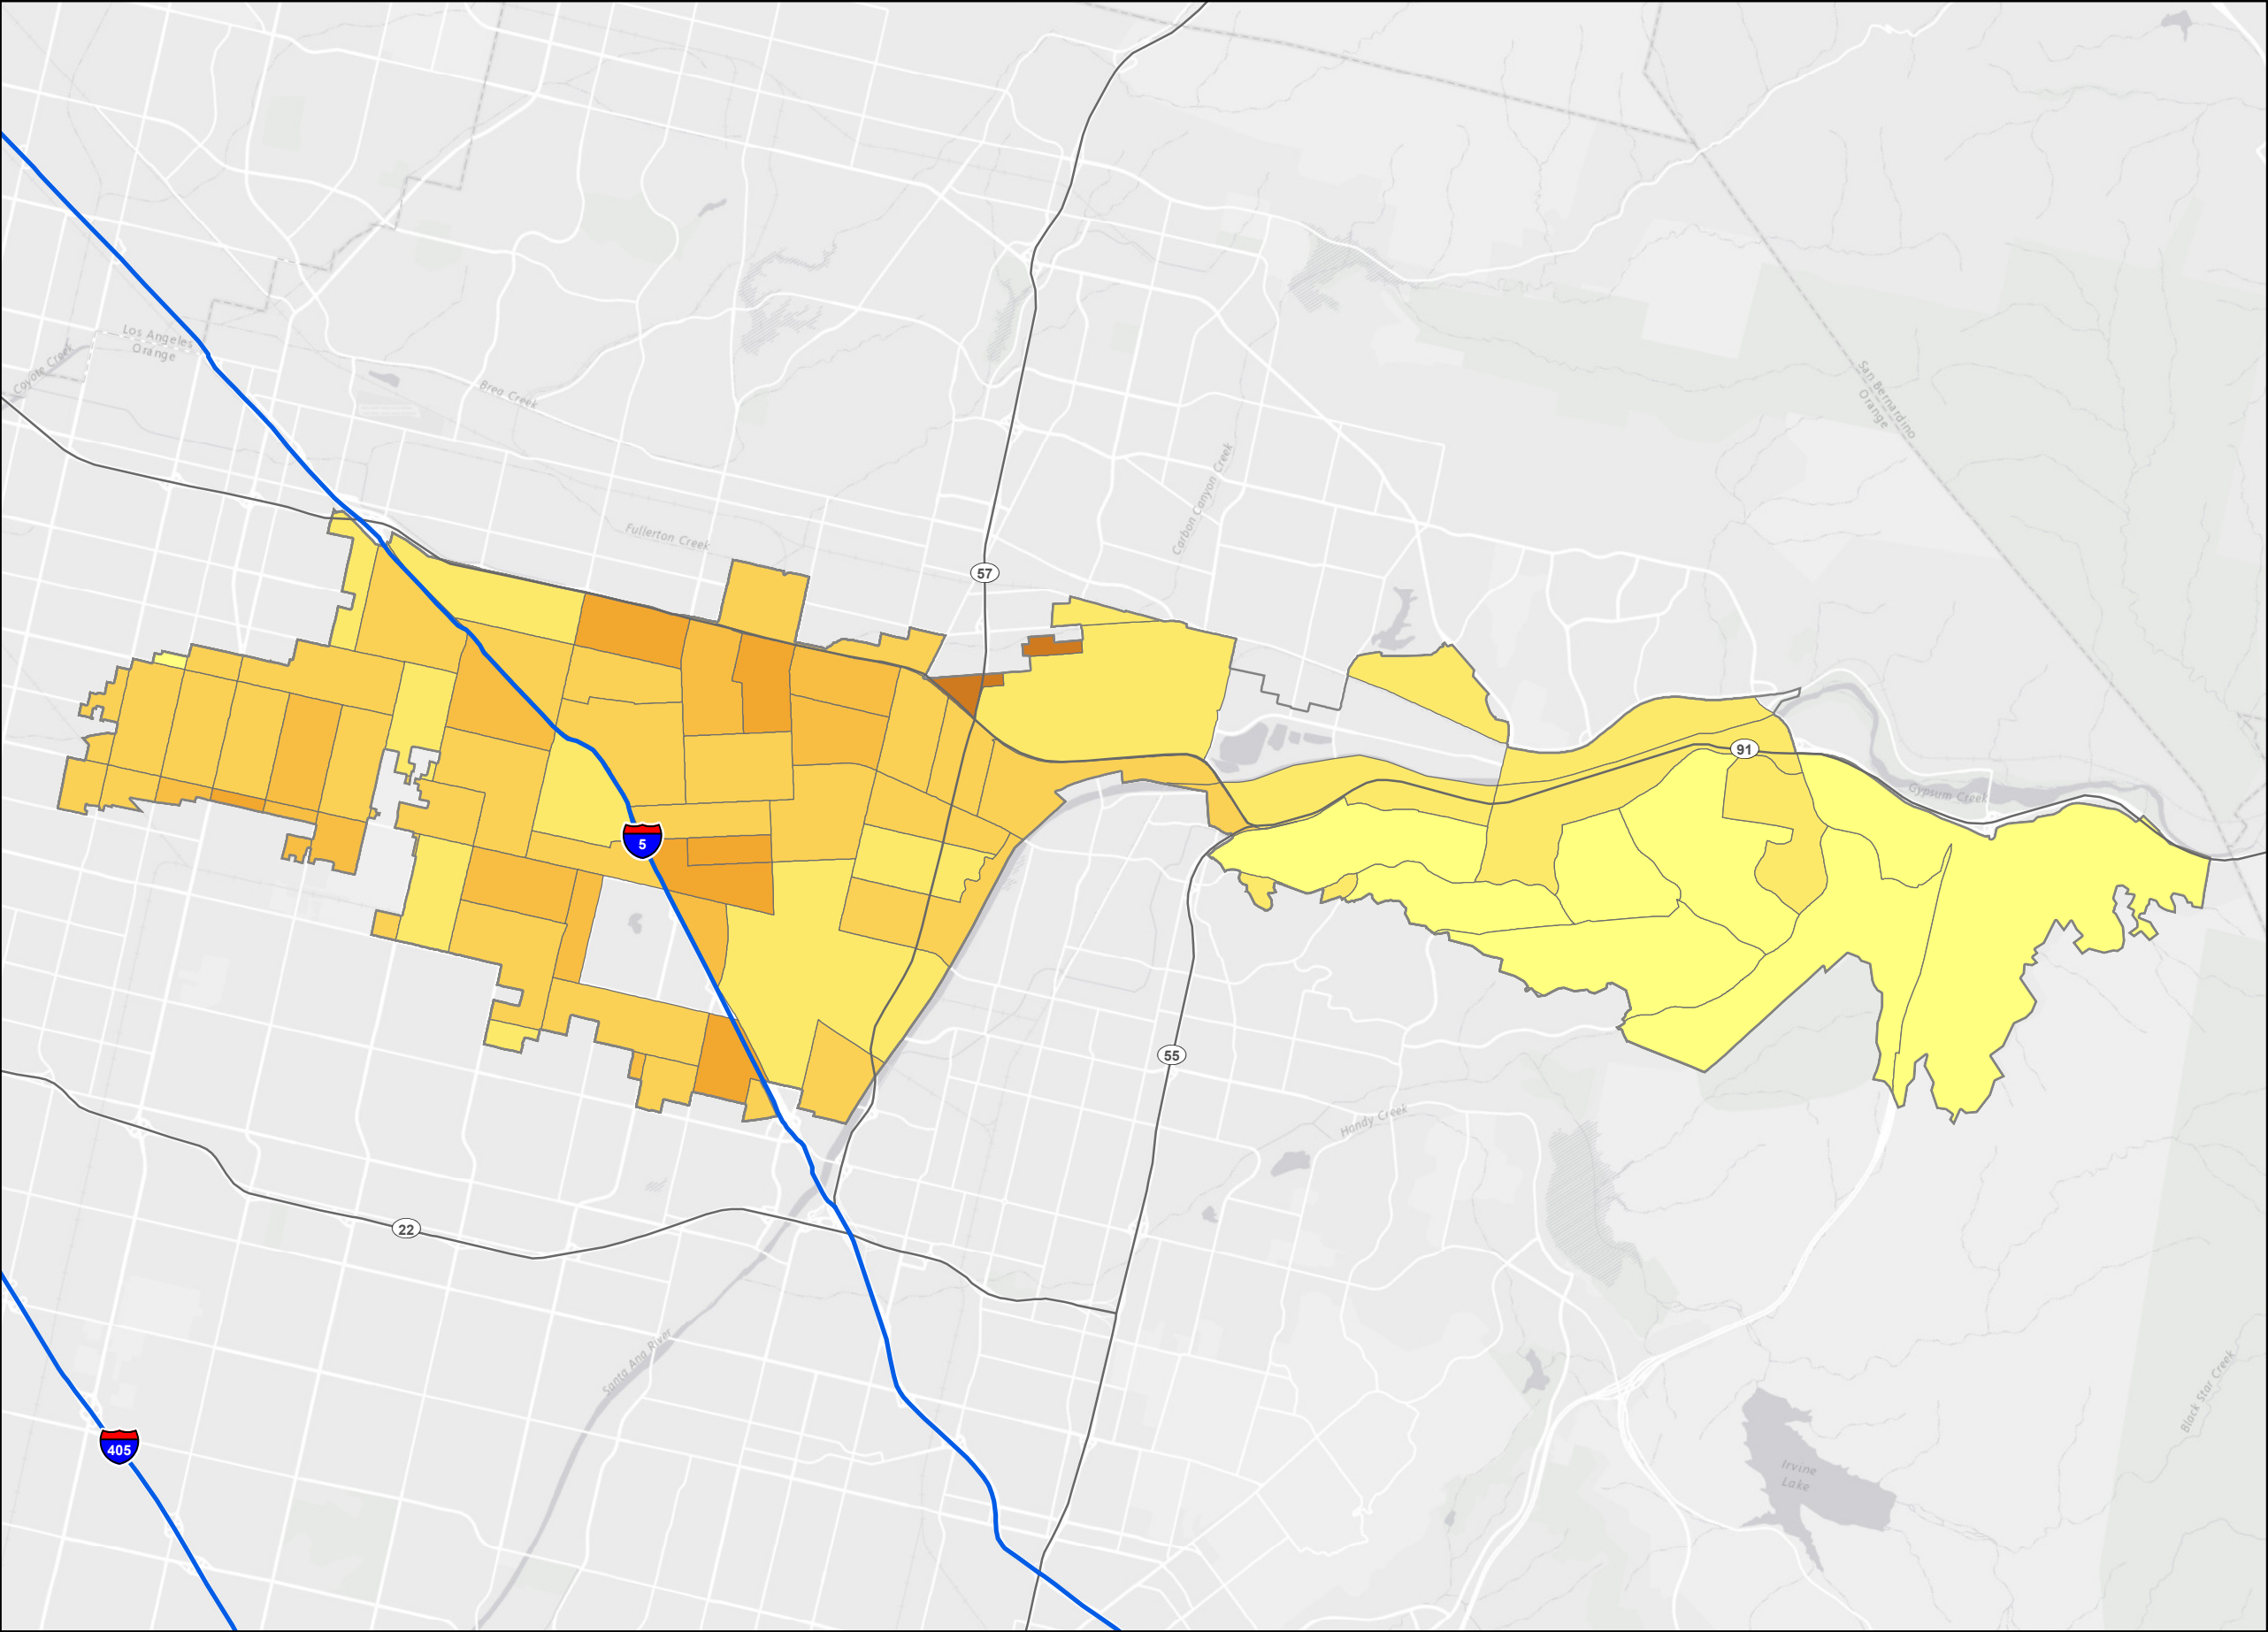 Los Angeles
Orange
Coyote Creek
Brea Creek
San Bernardino
Orange
Carbon Canyon Creek
Fullerton Creek
57
91
Gypsum Creek
5
55
Handy Creek
22
Santa Ana River
Black Star Creek
405
Irvine
Lake